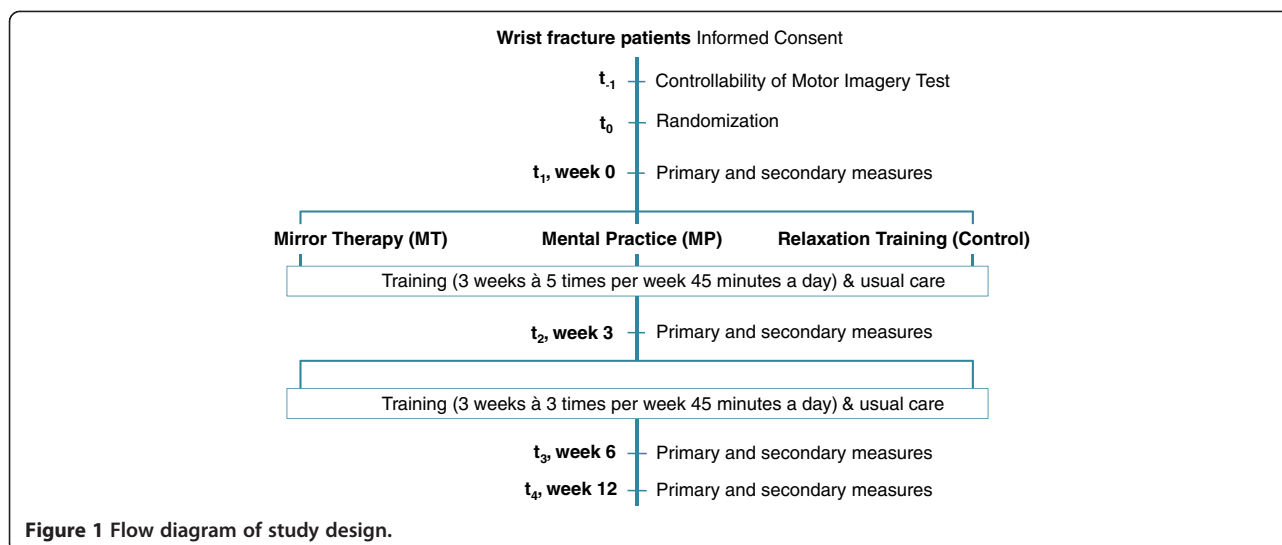 Wrist fracture patients Informed Consent
t-1 Controllability of Motor Imagery Test
t0 Randomization
t1, week 0 Primary and secondary measures
Mirror Therapy (MT) Mental Practice (MP) Relaxation Training (Control)
Training (3 weeks à 5 times per week 45 minutes a day) & usual care
t2, week 3 Primary and secondary measures
Training (3 weeks à 3 times per week 45 minutes a day) & usual care
t3, week 6 Primary and secondary measures
t4, week 12 Primary and secondary measures
Figure 1 Flow diagram of study design.